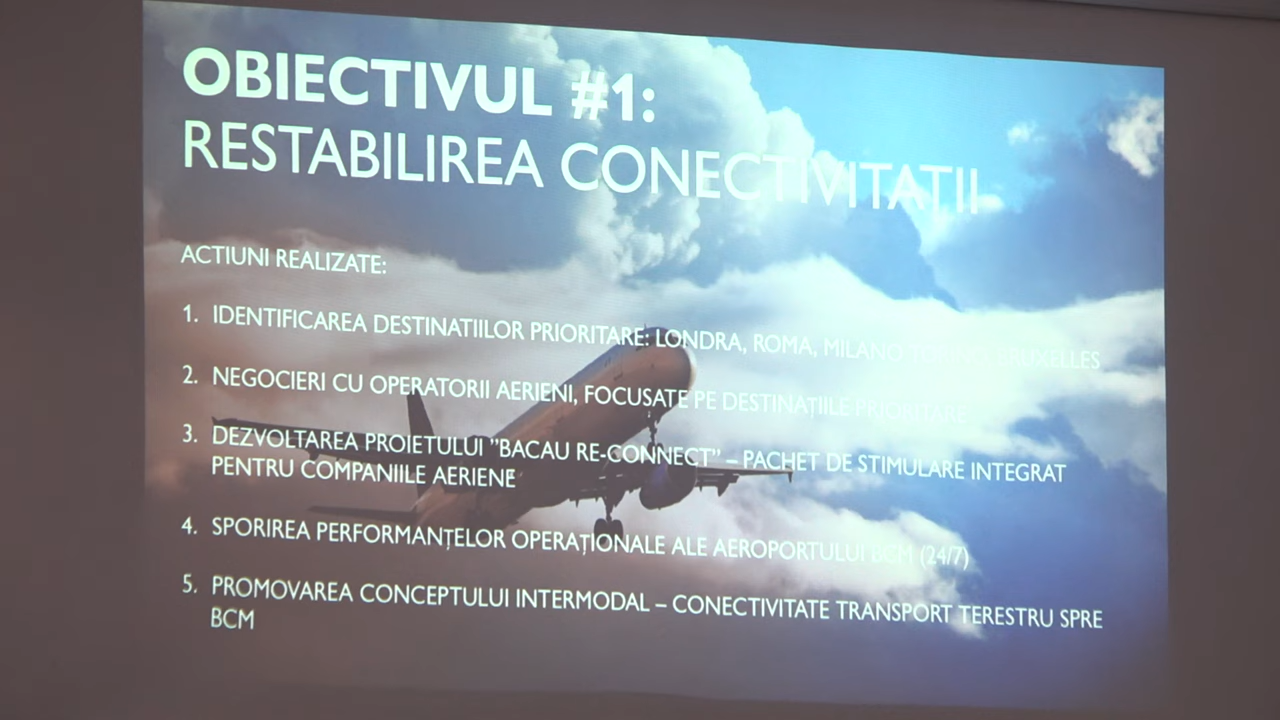 OBIECTIVUL #1:
RESTABILIREA CONECTIVITATII
ACTIUNI REALIZATE:
1. IDENTIFICAREA DESTINATIILOR PRIORITARE: LONDRA, ROMA, MILANO, BRUXELLES
2. NEGOCIERI CU OPERATORII AERIENI, FOCUSATE PE DESTINAȚIILE PRIORITARE
3. DEZVOLTAREA PROIETULUI "BACAU RE-CONNECT" – PACHET DE STIMULARE INTEGRAT
PENTRU COMPANIILE AERIENE
4. SPORIREA PERFORMANȚELOR OPERAȚIONALE ALE AEROPORTULUI BCM (24/7)
5. PROMOVAREA CONCEPTULUI INTERMODAL – CONECTIVITATE TRANSPORT TERESTRU SPRE
BCM